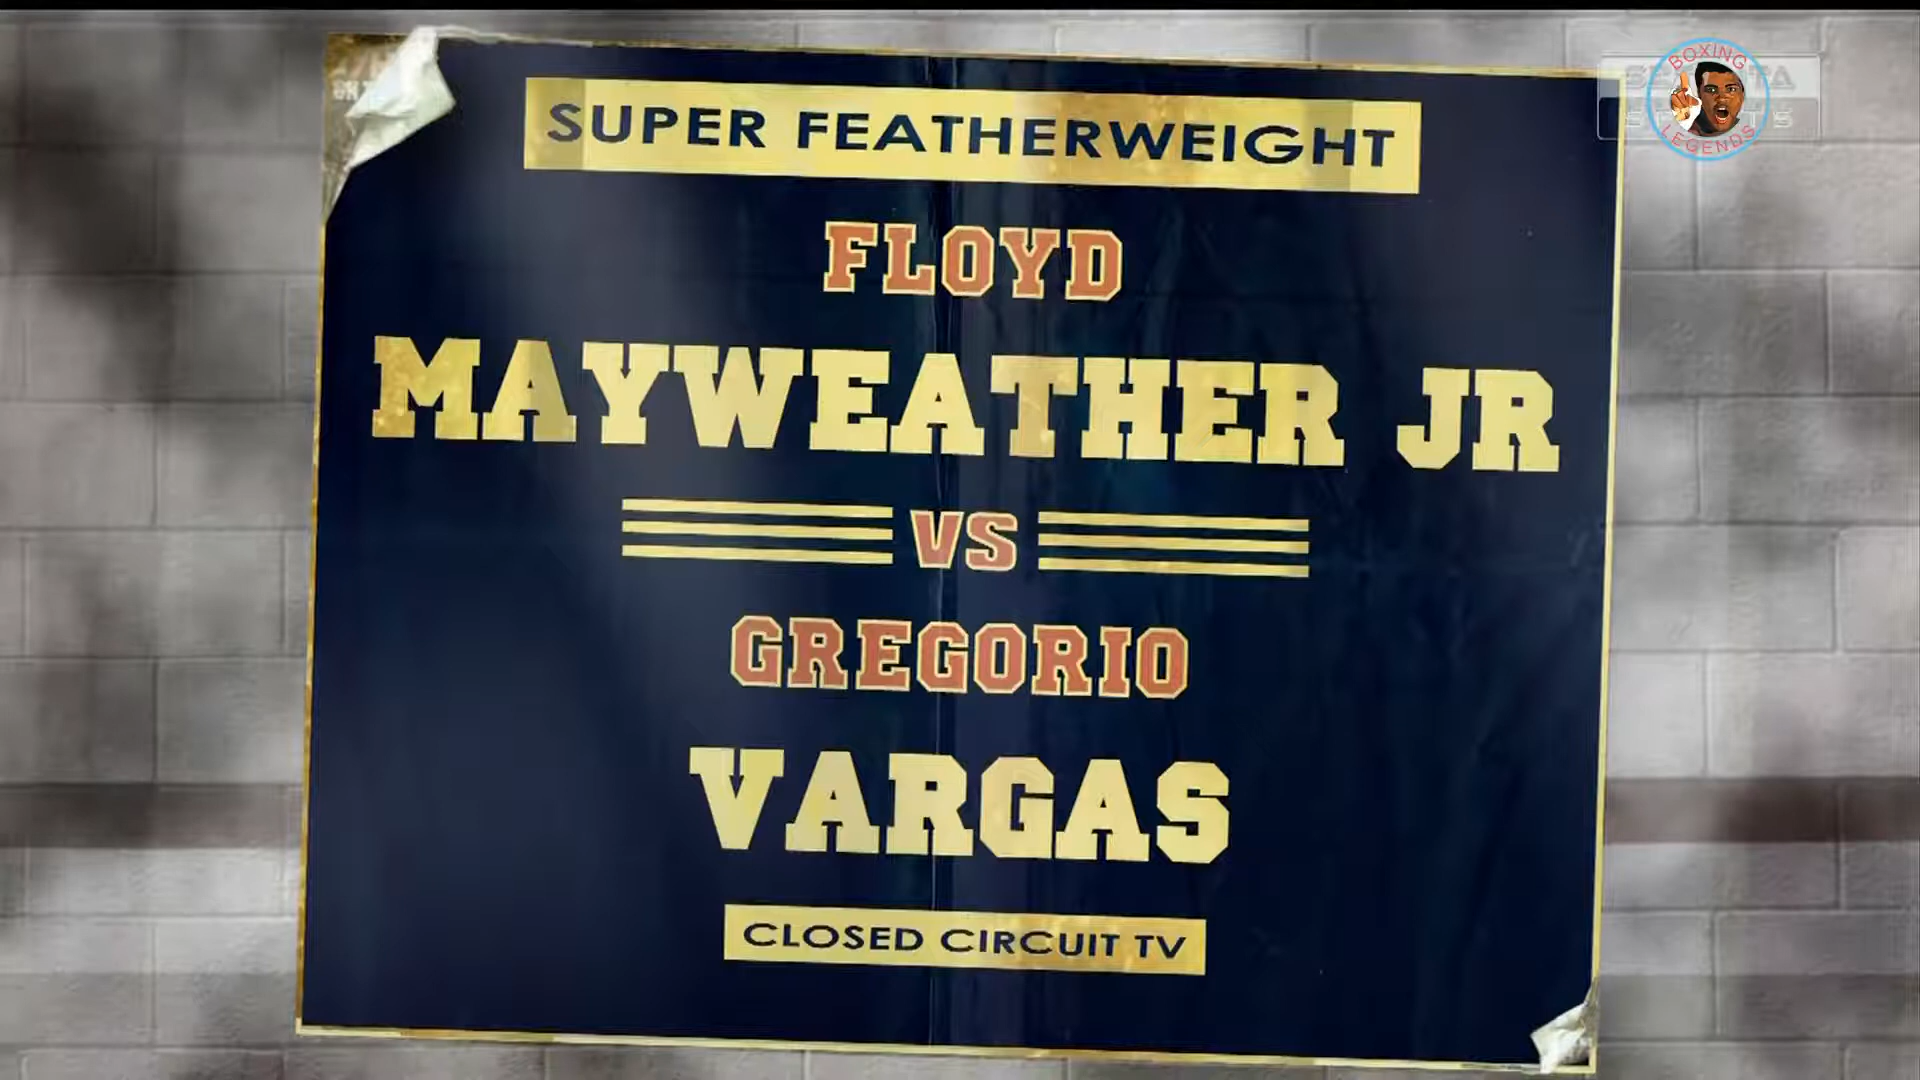 SUPER FEATHERWEIGHT
FLOYD
MAYWEATHER JR
VS
GREGORIO
VARGAS
CLOSED CIRCUIT TV
BOXING
LEGENDS